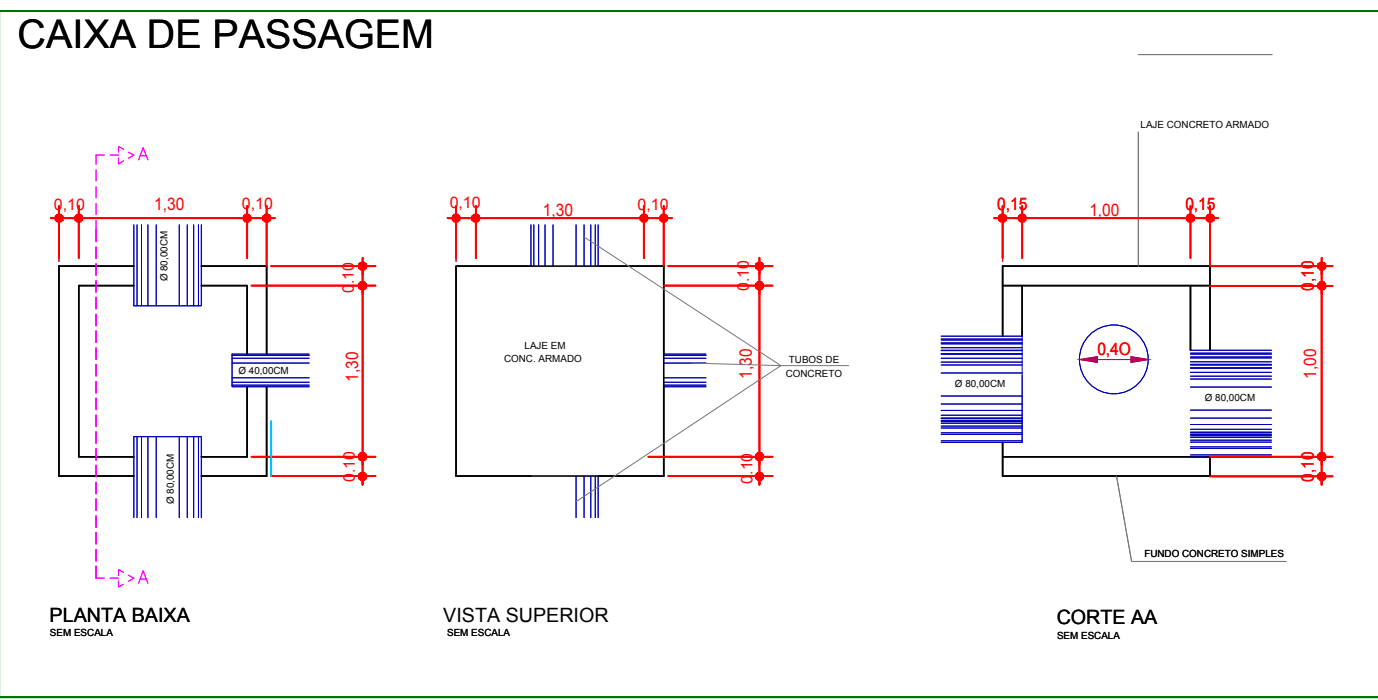 CAIXA DE PASSAGEM
A
0,10 1,30 0,10
Ø 80,00CM
0.10
Ø 40,00CM
1,30
Ø 80,00CM
0.10
A
PLANTA BAIXA
SEM ESCALA
0,10 1,30 0,10
0.10
LAJE EM
CONC. ARMADO
1,30
TUBOS DE
CONCRETO
0.10
VISTA SUPERIOR
SEM ESCALA
LAJE CONCRETO ARMADO
0,15 1,00 0,15
0,10
0,4O
1,00
Ø 80,00CM
Ø 80,00CM
0,10
FUNDO CONCRETO SIMPLES
CORTE AA
SEM ESCALA